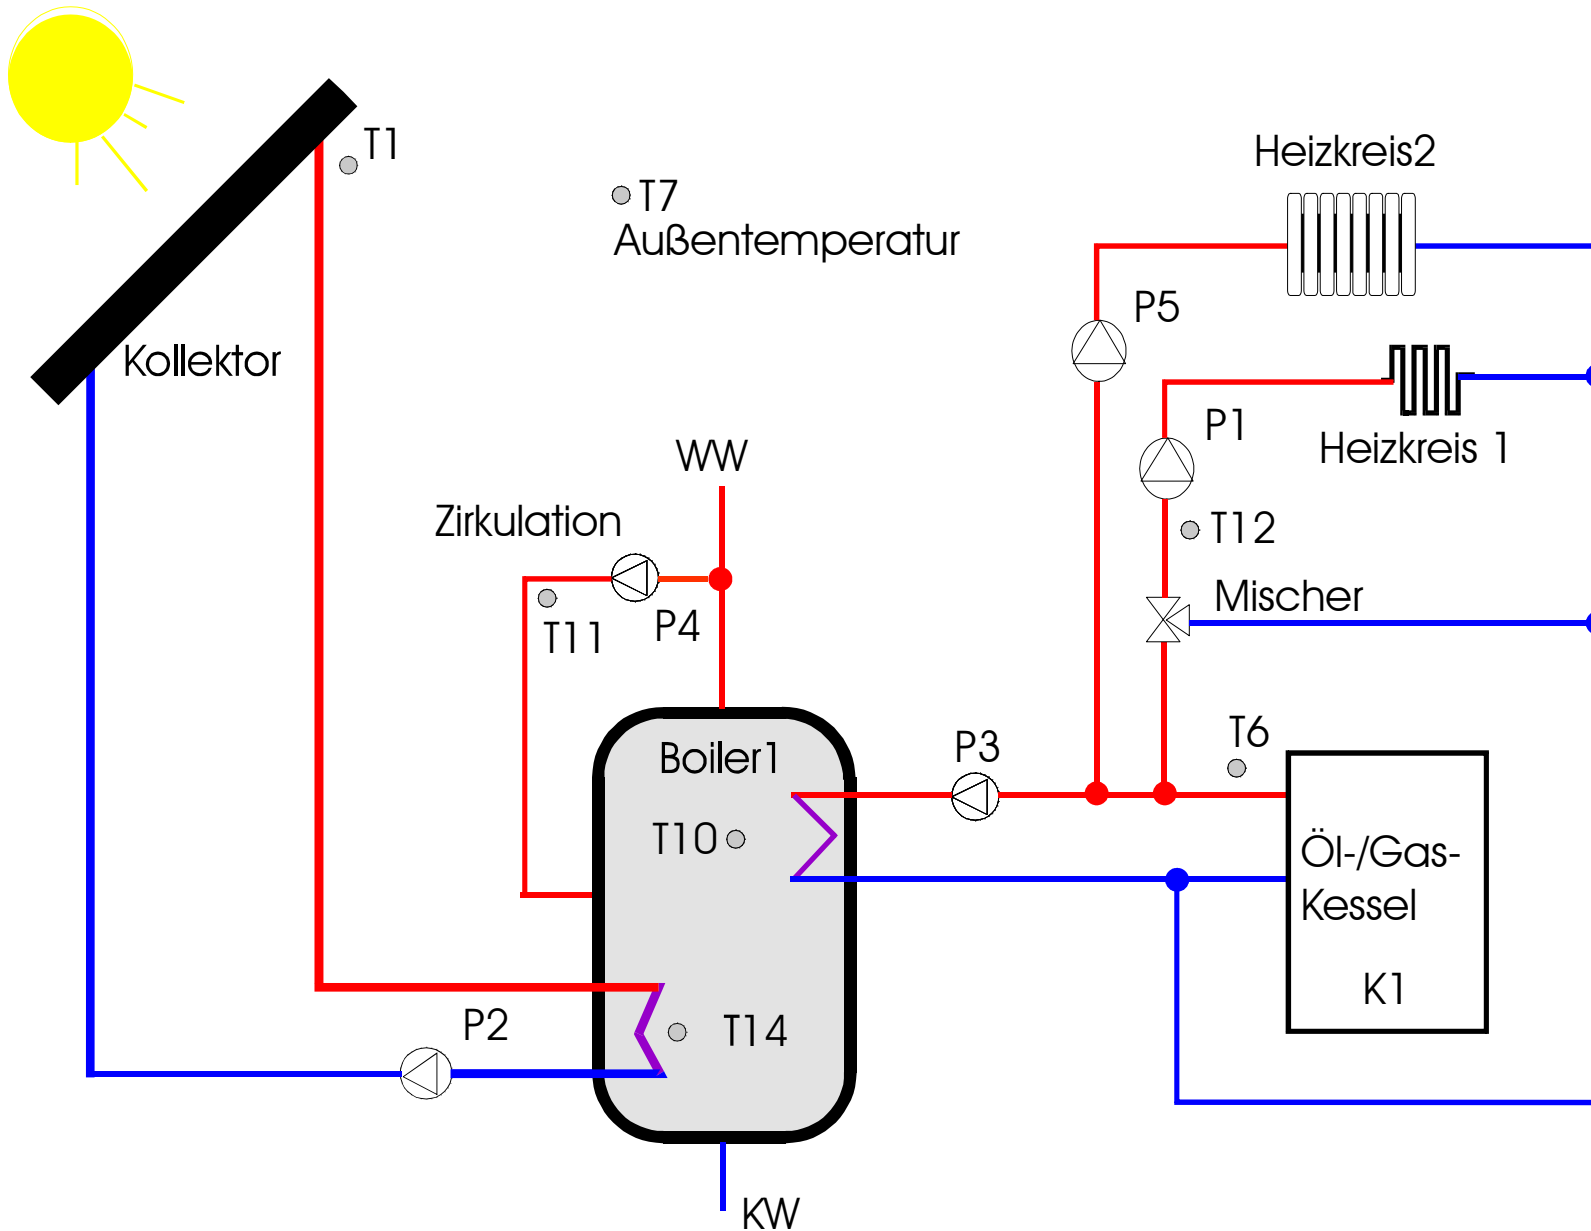 T1
Heizkreis2
T7
Außentemperatur
P5
Kollektor
P1
Heizkreis 1
WW
Zirkulation
T12
Mischer
T11
P4
T6
P3
Boiler1
T10
Öl-/Gas-
Kessel
K1
P2
T14
KW